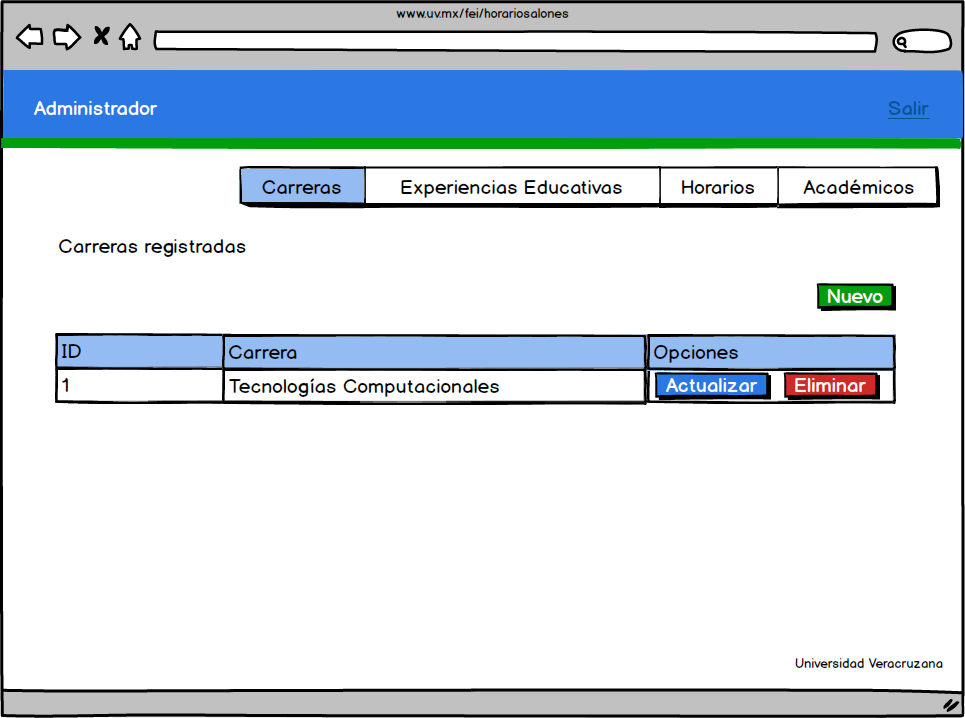 www.uv.mx/fei/horariosalones
Administrador Salir
Carreras Experiencias Educativas Horarios Académicos
Carreras registradas
Nuevo
ID Carrera Opciones
1 Tecnologías Computacionales Actualizar Eliminar
Universidad Veracruzana